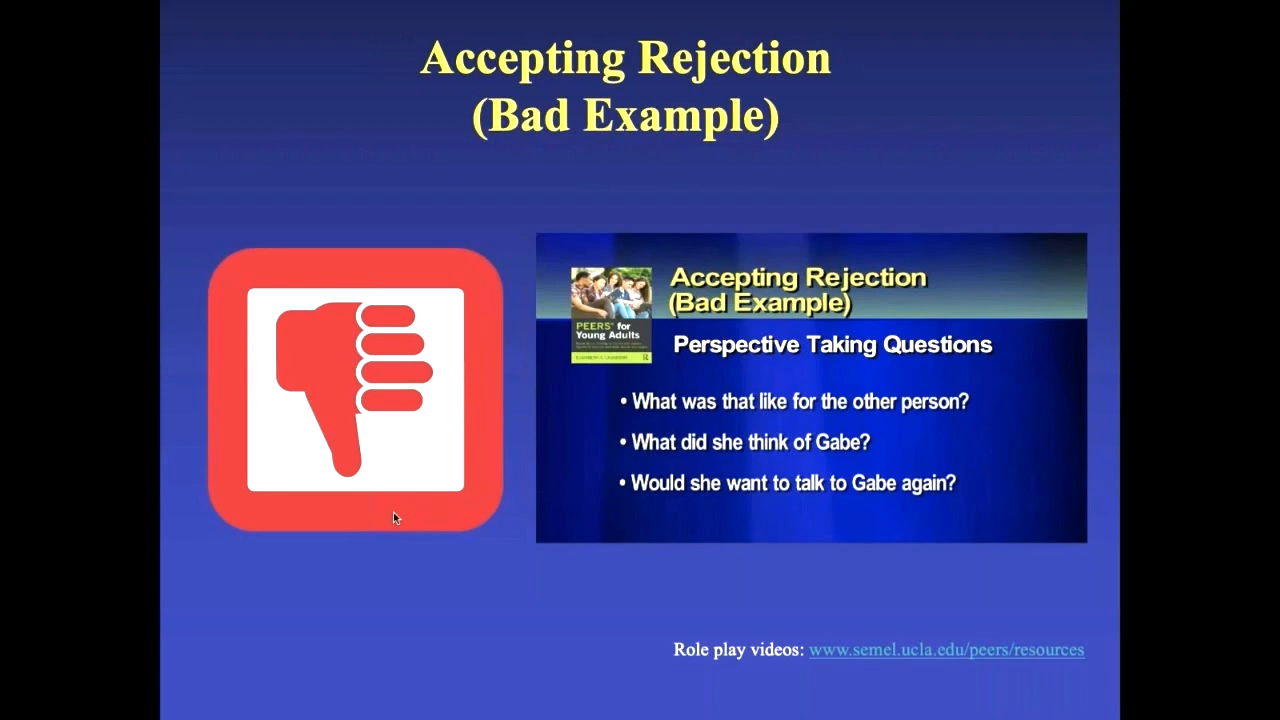 Accepting Rejection
(Bad Example)
Accepting Rejection
(Bad Example)
PEERS® for
Young Adults
Perspective Taking Questions
• What was that like for the other person?
• What did she think of Gabe?
• Would she want to talk to Gabe again?
Role play videos: www.semel.ucla.edu/peers/resources